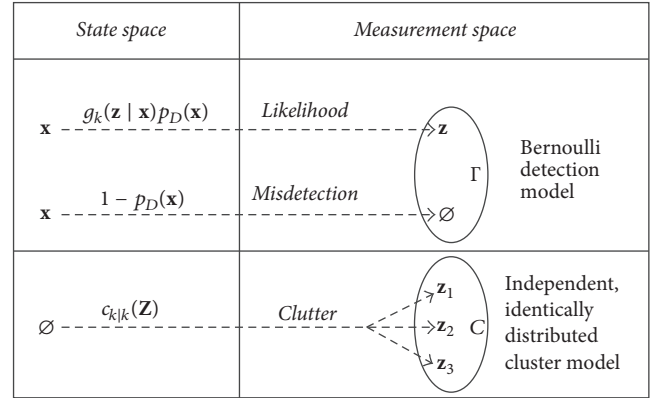 State space
Measurement space
x
g_k(z | x)p_D(x)
Likelihood
z
Γ
Bernoulli
detection
model
x
1 − p_D(x)
Misdetection
∅
∅
c_{k|k}(Z)
Clutter
z_1
z_2
z_3
C
Independent,
identically
distributed
cluster model